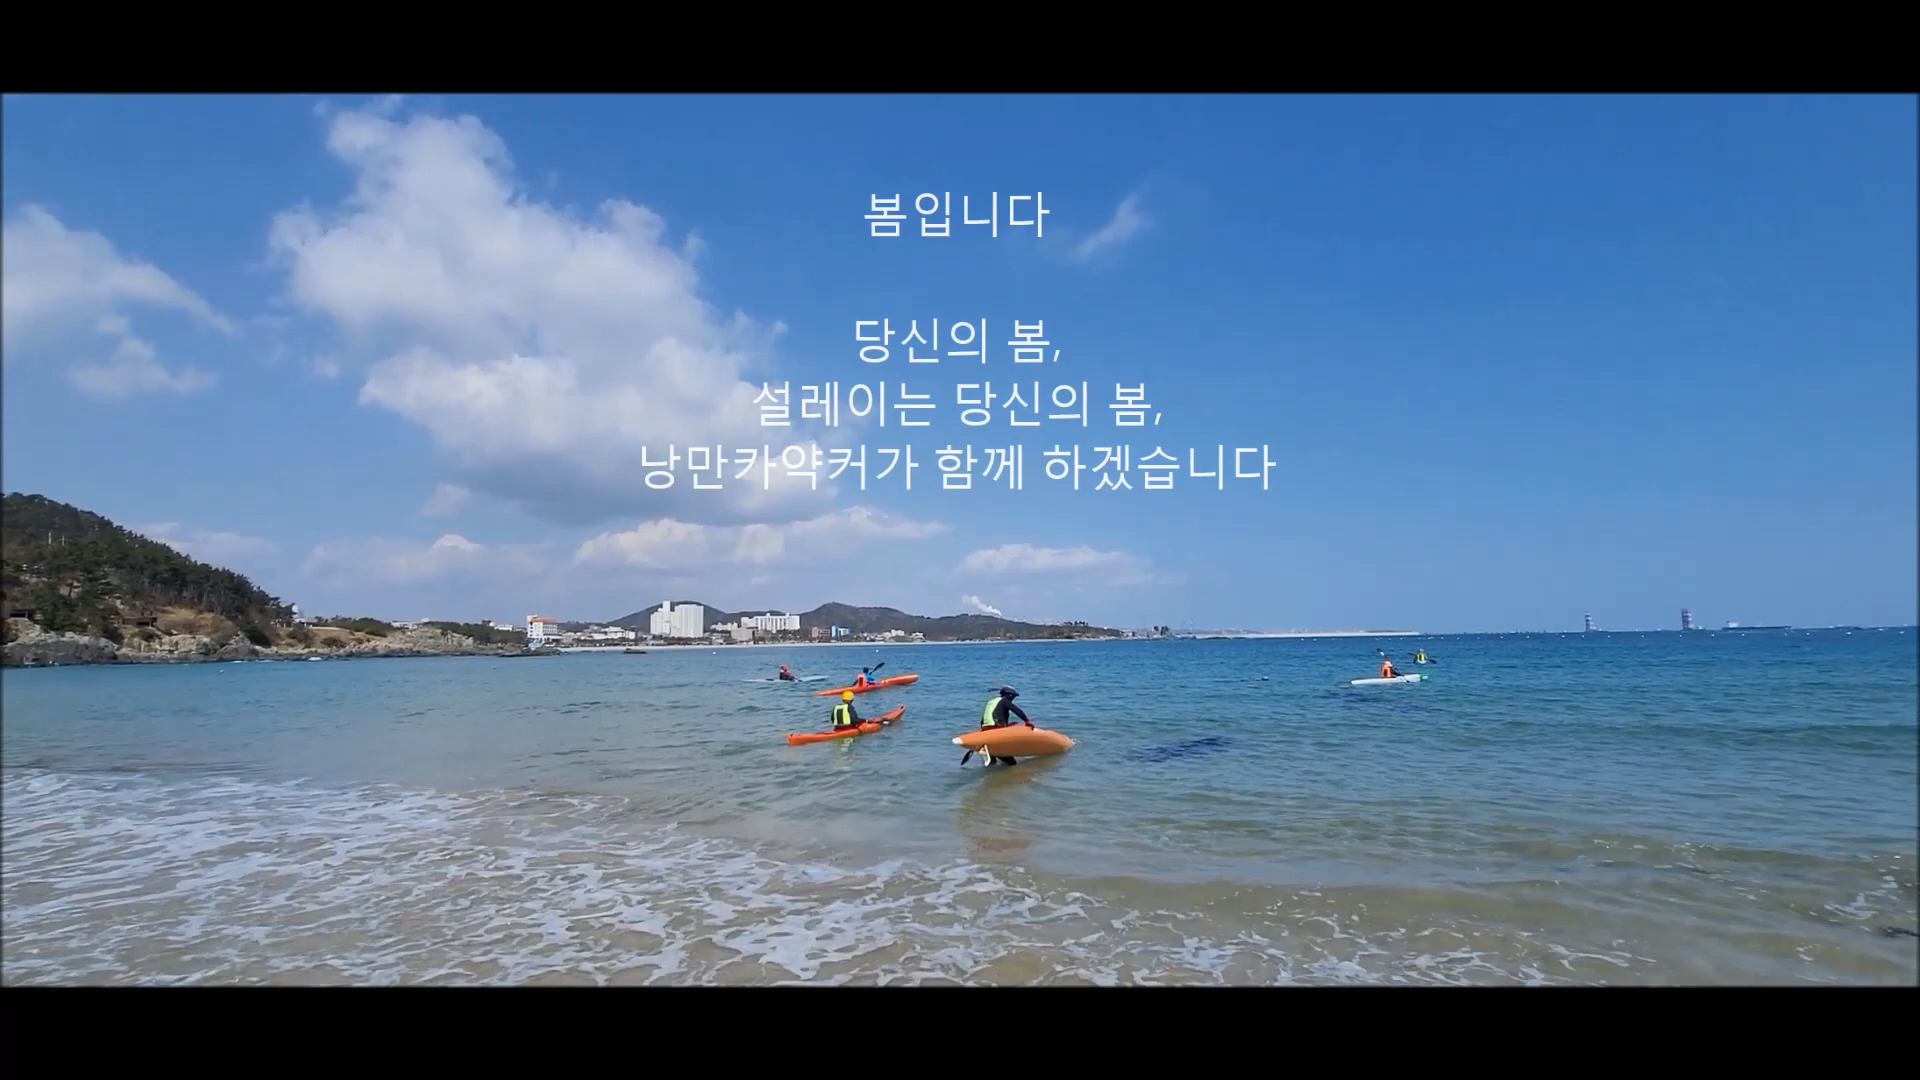 봄입니다
당신의 봄,
설레이는 당신의 봄,
낭만카약커가 함께 하겠습니다